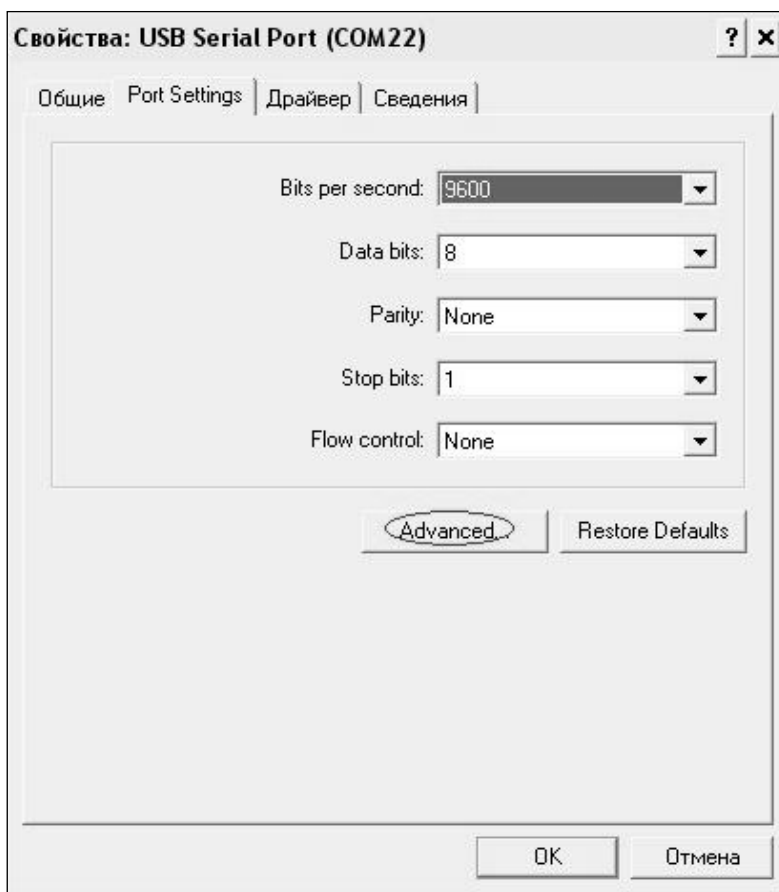 Свойства: USB Serial Port (COM22) ? ×
Общие Port Settings Драйвер Сведения
Bits per second: 9600
Data bits: 8
Parity: None
Stop bits: 1
Flow control: None
Advanced... Restore Defaults
OK Отмена